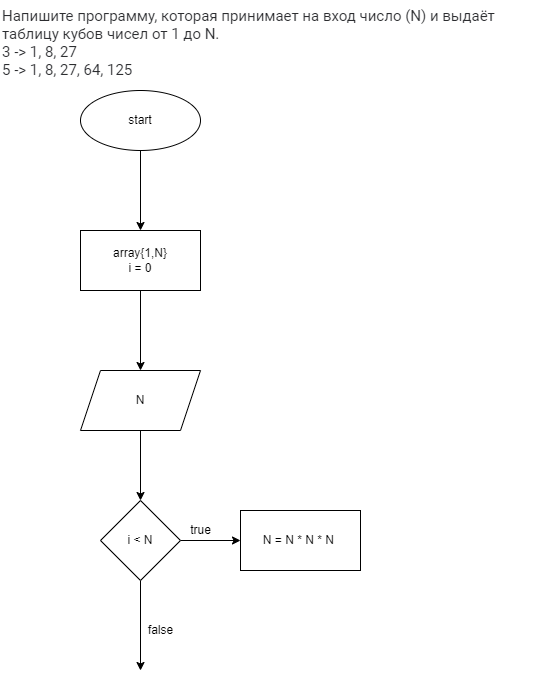 Напишите программу, которая принимает на вход число (N) и выдаёт
таблицу кубов чисел от 1 до N.
3 -> 1, 8, 27
5 -> 1, 8, 27, 64, 125
start
array{1,N}
i = 0
N
i < N
true
N = N * N * N
false